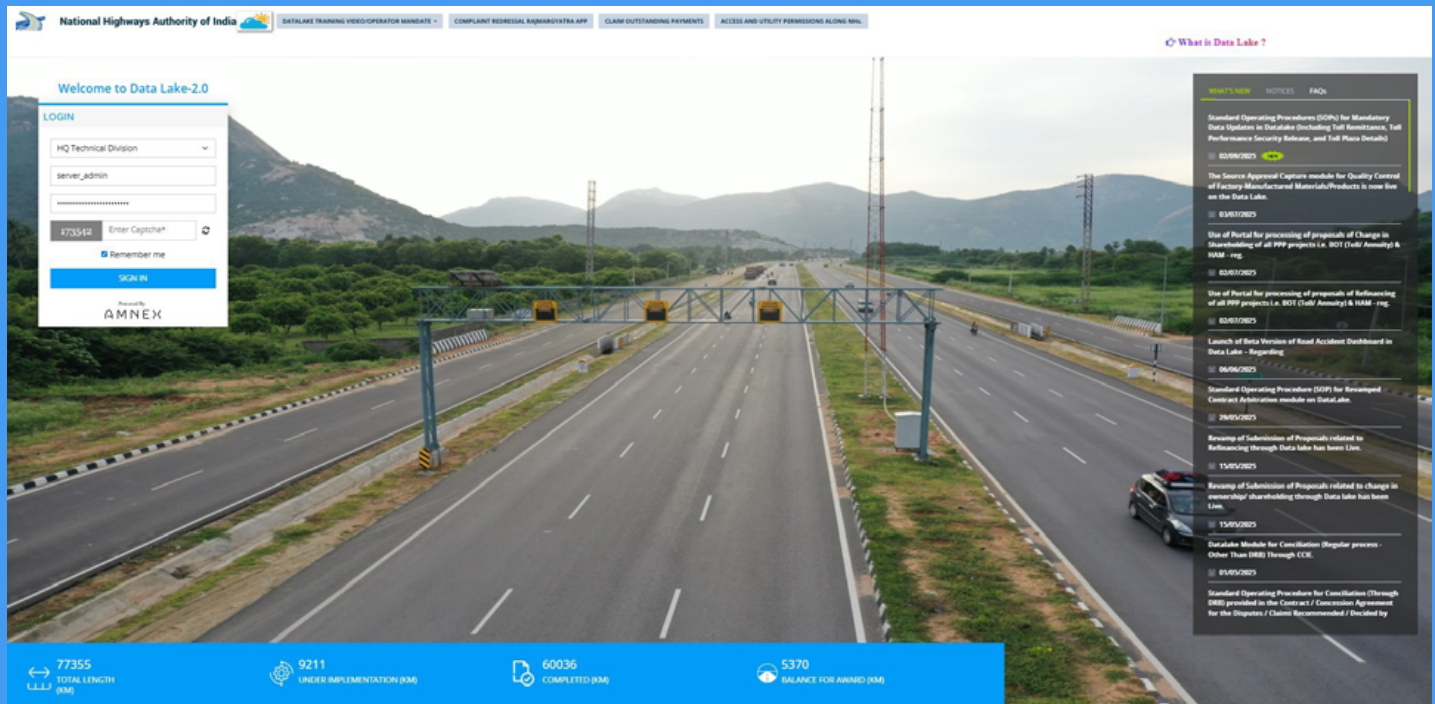 National Highways Authority of India
DATALAKE TRAINING VIDEO/OPERATOR MANDATE
COMPLAINT REDRESSAL RAJMARGYATRA APP
CLAIM OUTSTANDING PAYMENTS
ACCESS AND UTILITY PERMISSIONS ALONG NHs.
What is Data Lake ?
Welcome to Data Lake-2.0
LOGIN
HQ Technical Division
server_admin
************************
173542
Enter Captcha*
Remember me
SIGN IN
Powered By
AMNEX
WHAT'S NEW NOTICES FAQs
Standard Operating Procedures (SOPs) for Mandatory
Data Updates in Datalake (Including Toll Remittance, Toll
Performance Security Release, and Toll Plaza Details)
02/09/2025 NEW
The Source Approval Capture module for Quality Control
of Factory-Manufactured Materials/Products is now live
on the Data Lake.
03/07/2025
Use of Portal for processing of proposals of Change in
Shareholding of all PPP projects i.e. BOT (Toll/ Annuity) &
HAM - reg.
02/07/2025
Use of Portal for processing of proposals of Refinancing
of all PPP projects i.e. BOT (Toll/ Annuity) & HAM -reg.
02/07/2025
Launch of Beta Version of Road Accident Dashboard in
Data Lake – Regarding
06/06/2025
Standard Operating Procedure (SOP) for Revamped
Contract Arbitration module on DataLake.
29/05/2025
Revamp of Submission of Proposals related to
Refinancing through Data lake has been Live.
15/05/2025
Revamp of Submission of Proposals related to change in
ownership/ shareholding through Data lake has been
Live.
15/05/2025
Datalake Module for Conciliation (Regular process -
Other Than DRB) Through CCIE.
01/05/2025
Standard Operating Procedure for Conciliation (Through
DRB) provided in the Contract / Concession Agreement
for the Disputes / Claims Recommended / Decided by
77355
TOTAL LENGTH
(KM)
9211
UNDER IMPLEMENTATION (KM)
60036
COMPLETED (KM)
5370
BALANCE FOR AWARD (KM)